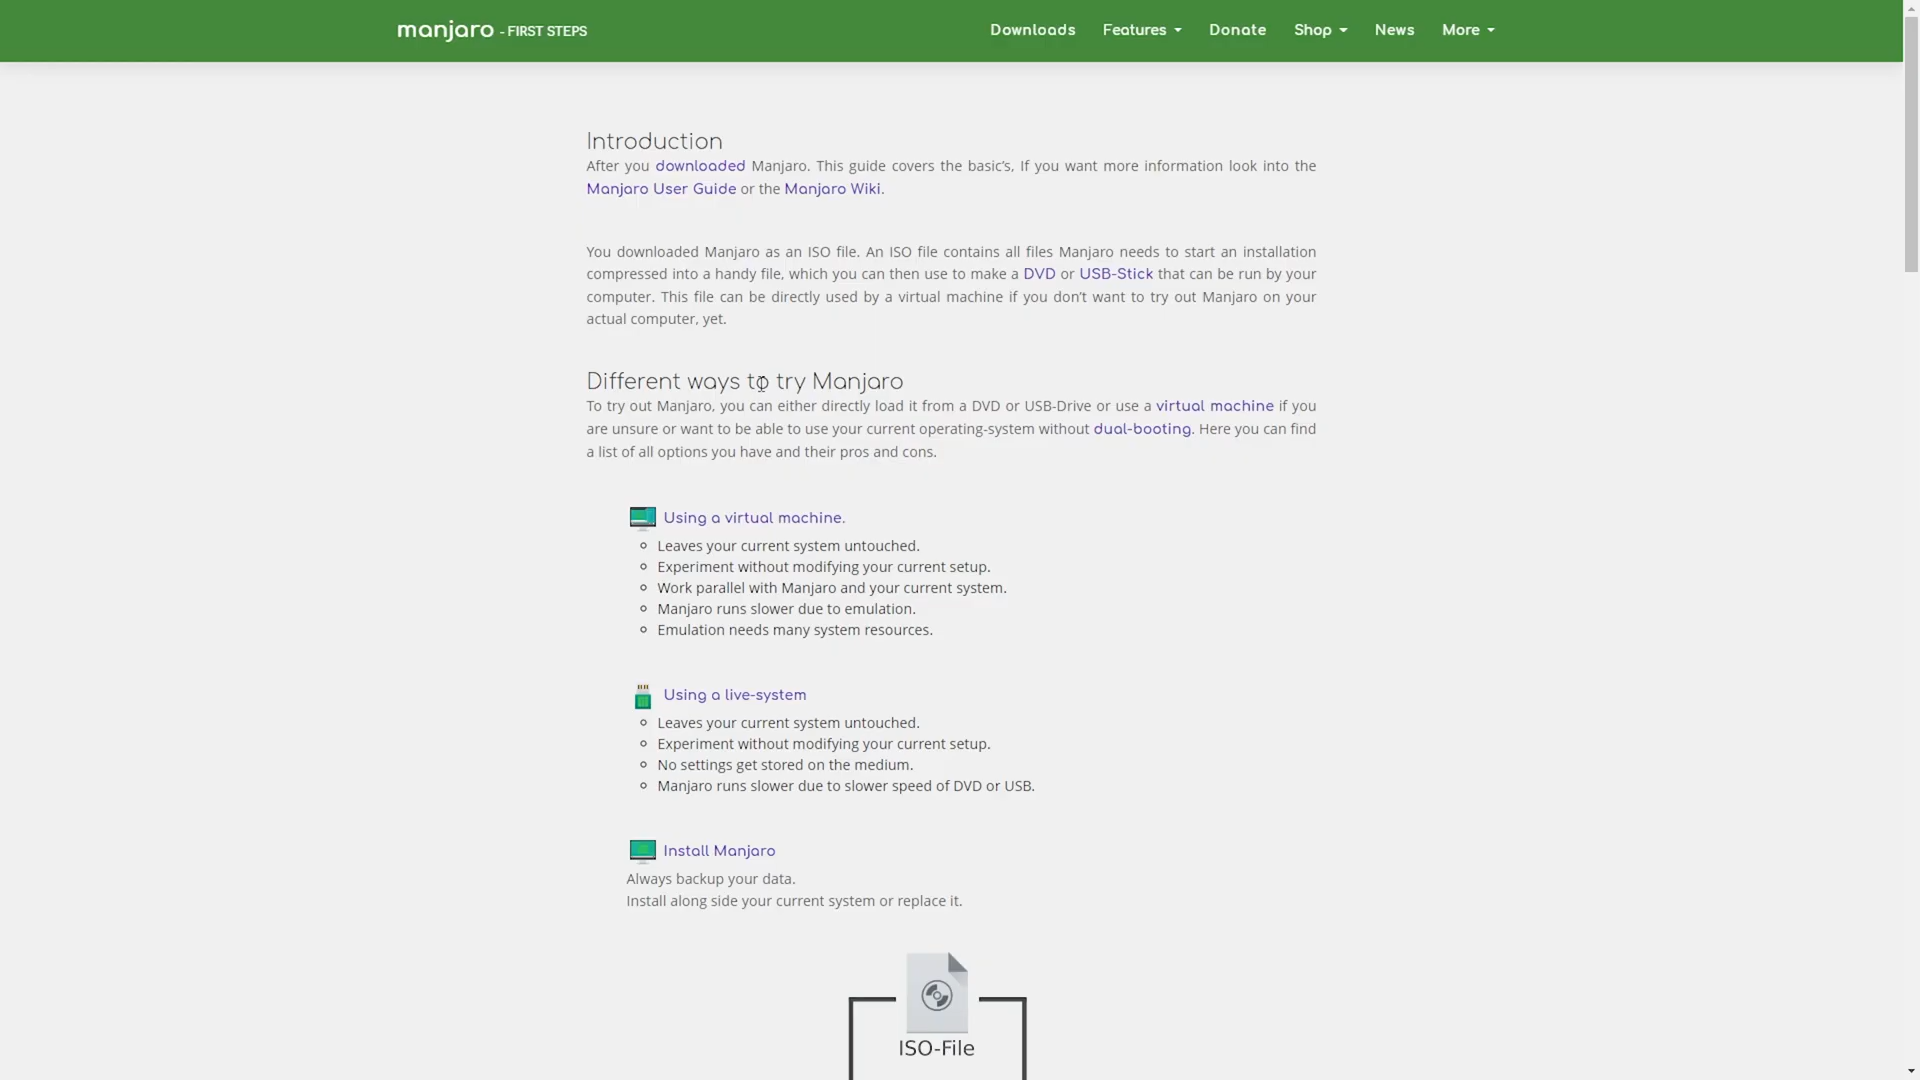 manjaro - FIRST STEPS
Downloads Features Donate Shop News More
Introduction
After you downloaded Manjaro. This guide covers the basic's, If you want more information look into the
Manjaro User Guide or the Manjaro Wiki.
You downloaded Manjaro as an ISO file. An ISO file contains all files Manjaro needs to start an installation
compressed into a handy file, which you can then use to make a DVD or USB-Stick that can be run by your
computer. This file can be directly used by a virtual machine if you don't want to try out Manjaro on your
actual computer, yet.
Different ways to try Manjaro
To try out Manjaro, you can either directly load it from a DVD or USB-Drive or use a virtual machine if you
are unsure or want to be able to use your current operating-system without dual-booting. Here you can find
a list of all options you have and their pros and cons.
Using a virtual machine.
Leaves your current system untouched.
Experiment without modifying your current setup.
Work parallel with Manjaro and your current system.
Manjaro runs slower due to emulation.
Emulation needs many system resources.
Using a live-system
Leaves your current system untouched.
Experiment without modifying your current setup.
No settings get stored on the medium.
Manjaro runs slower due to slower speed of DVD or USB.
Install Manjaro
Always backup your data.
Install along side your current system or replace it.
ISO-File